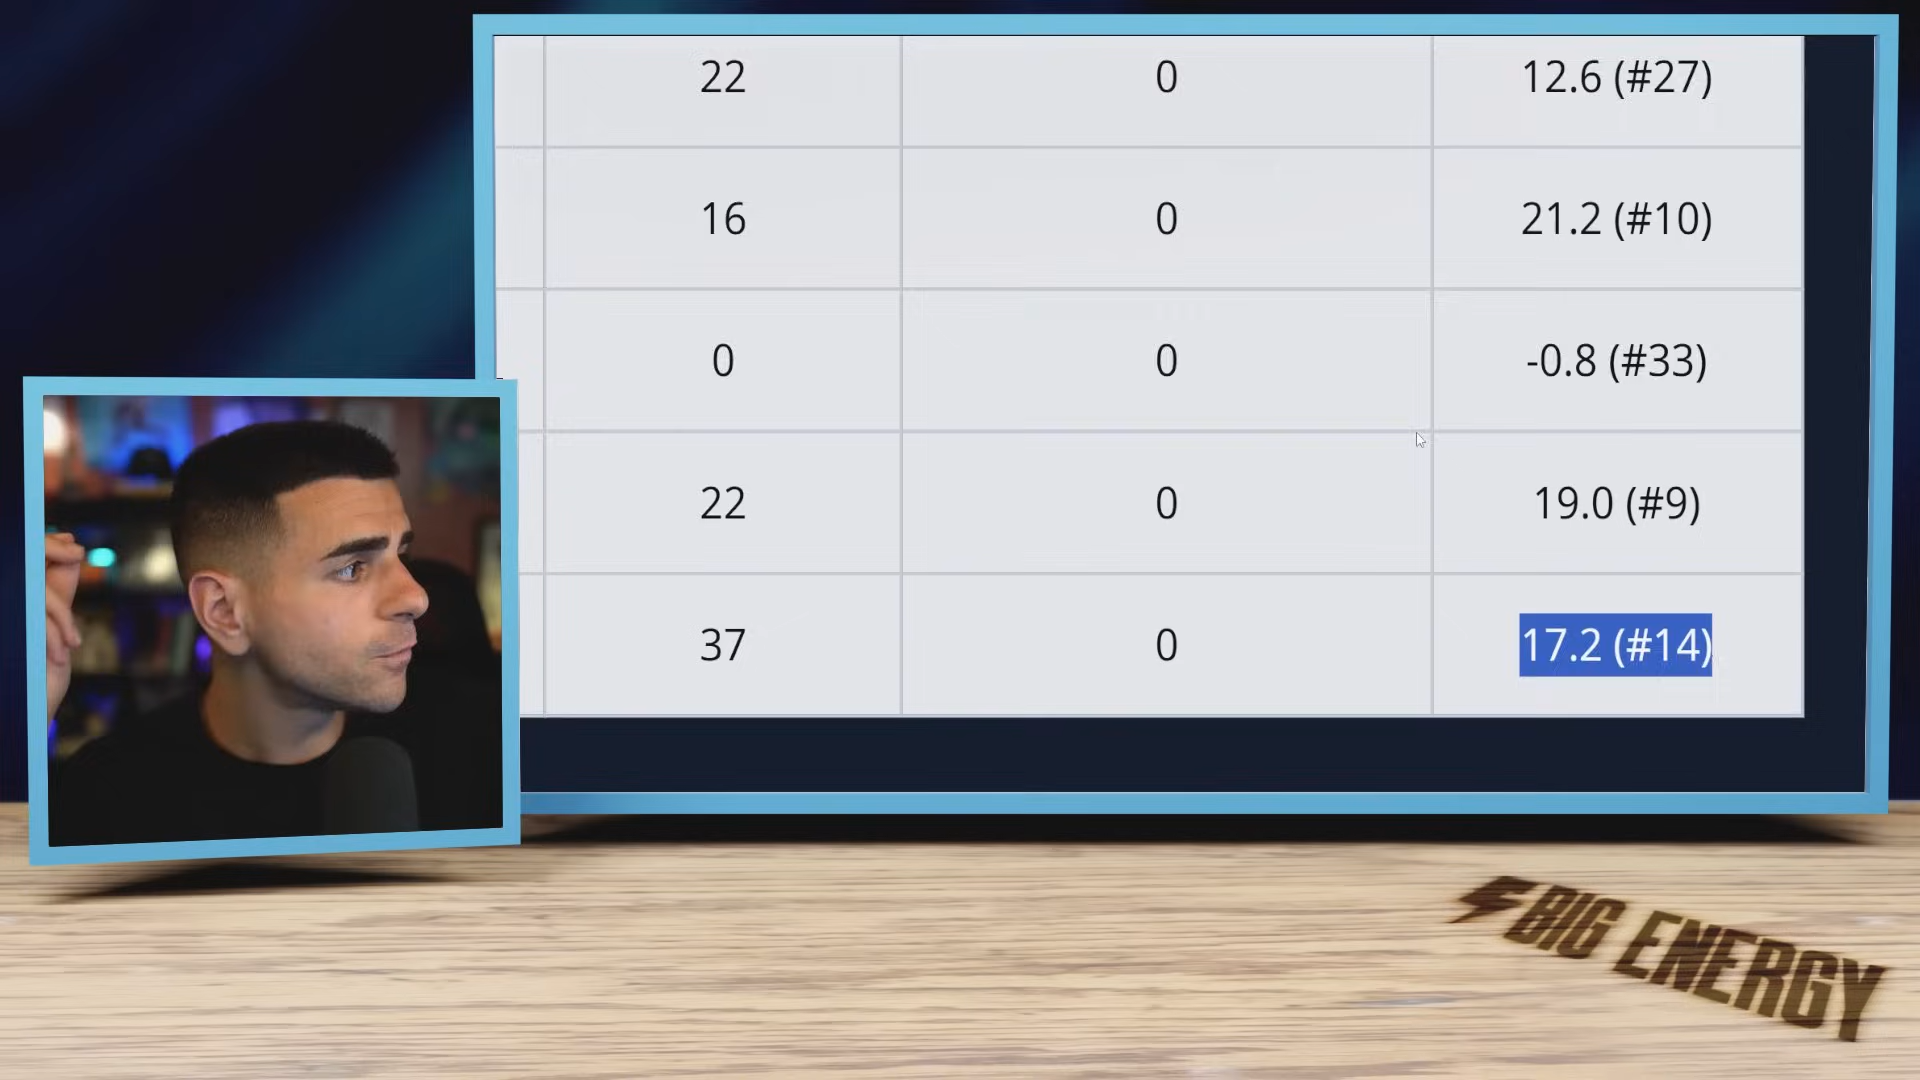 22 0 12.6 (#27)
16 0 21.2 (#10)
0 0 -0.8 (#33)
22 0 19.0 (#9)
37 0 17.2 (#14)
BIG ENERGY